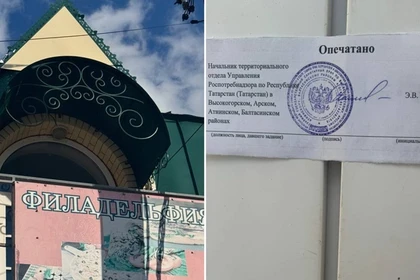 ФИЛАДЕЛЬФИЯ
Опечатано
Начальник территориального
отдела Управления
Роспотребнадзора по Республике
Татарстан (Татарстан) в
Высокогорском, Арском,
Атнинском, Балтасинском
районах
Э.В.
(должность лица, давшего задание)
(подпись)